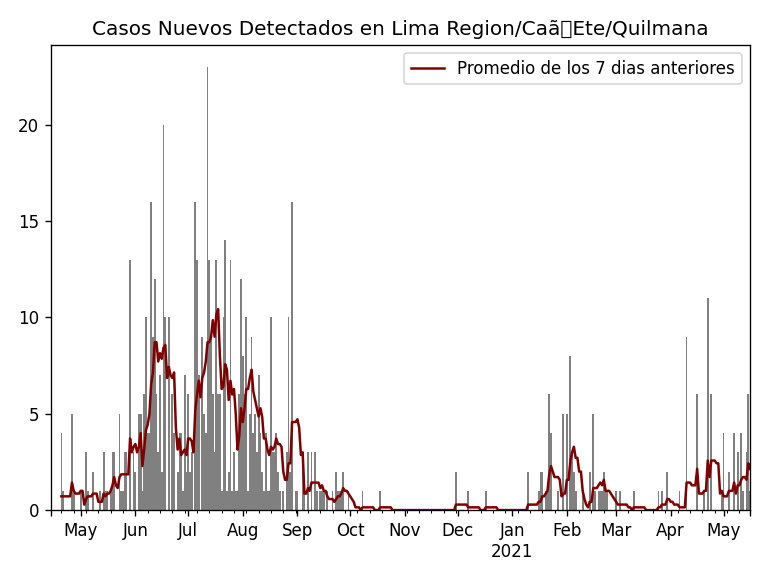 Casos Nuevos Detectados en Lima Region/Caã▯Ete/Quilmana
Promedio de los 7 dias anteriores
20
15
10
5
0
May Jun Jul Aug Sep Oct Nov Dec Jan Feb Mar Apr May
2021